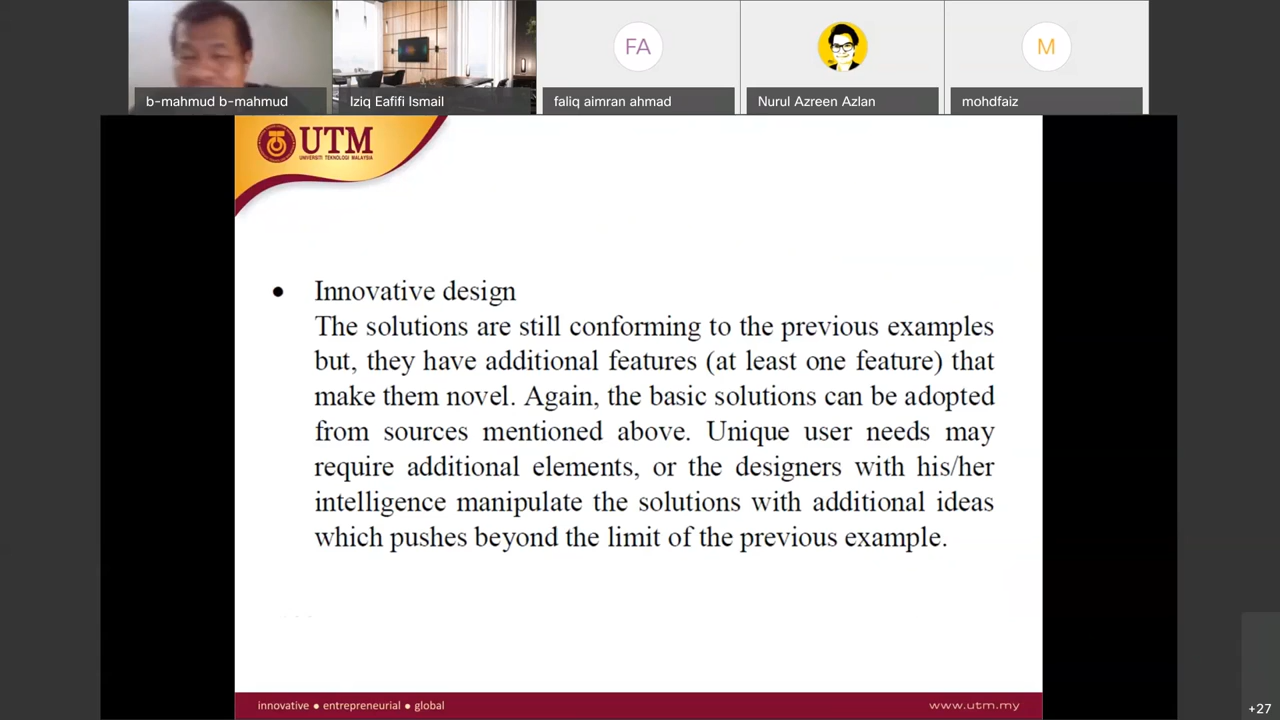 b-mahmud b-mahmud
Iziq Eafifi Ismail
FA
faliq aimran ahmad
Nurul Azreen Azlan
M
mohdfaiz
UTM
UNIVERSITI TEKNOLOGI MALAYSIA
• Innovative design
The solutions are still conforming to the previous examples
but, they have additional features (at least one feature) that
make them novel. Again, the basic solutions can be adopted
from sources mentioned above. Unique user needs may
require additional elements, or the designers with his/her
intelligence manipulate the solutions with additional ideas
which pushes beyond the limit of the previous example.
innovative ● entrepreneurial ● global
www.utm.my
+27